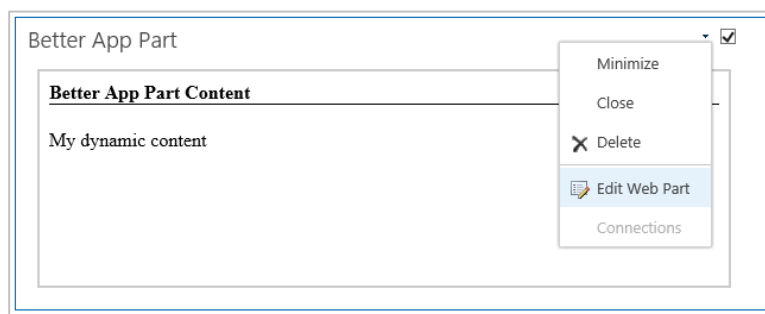 Better App Part
Minimize
Better App Part Content
Close
My dynamic content
Delete
Edit Web Part
Connections